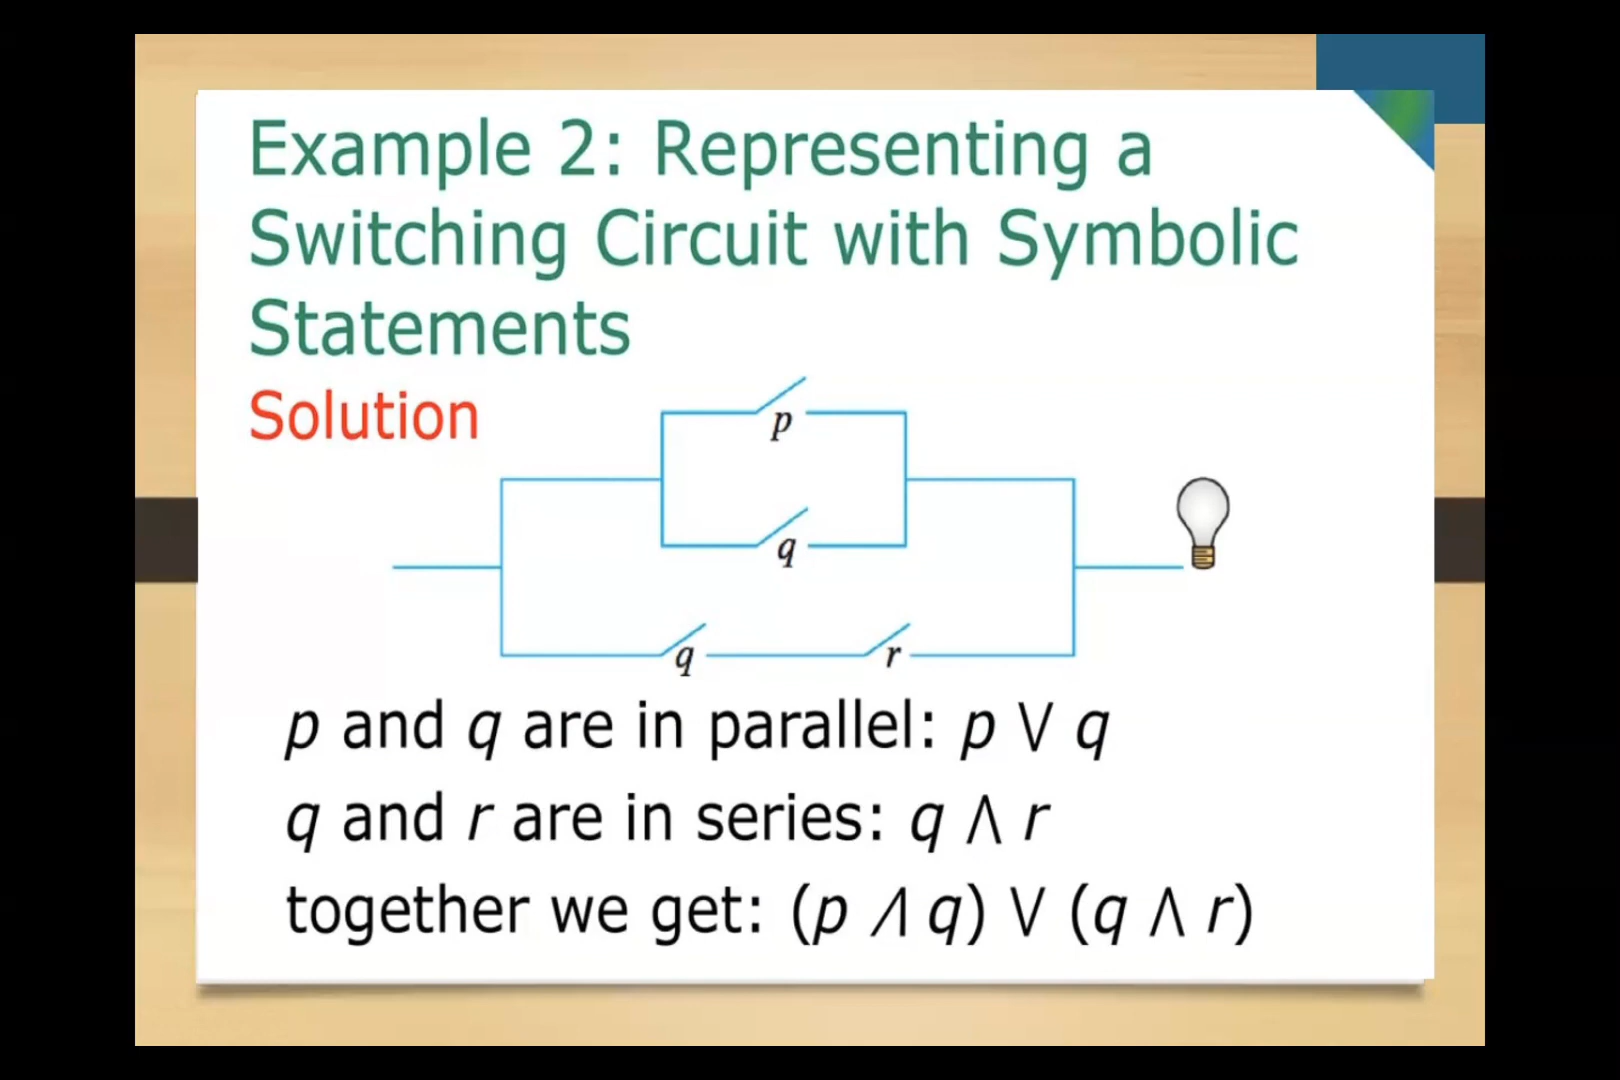 Example 2: Representing a
Switching Circuit with Symbolic
Statements
Solution
p
q
q
r
p and q are in parallel: p V q
q and r are in series: q Λ r
together we get: (p Λ q) V (q Λ r)